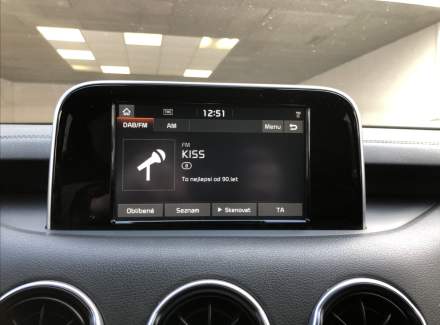 12:51
DAB/FM AM Menu
FM
KISS
To nejlepsi od 90.let
Oblíbené Seznam Skenovat TA